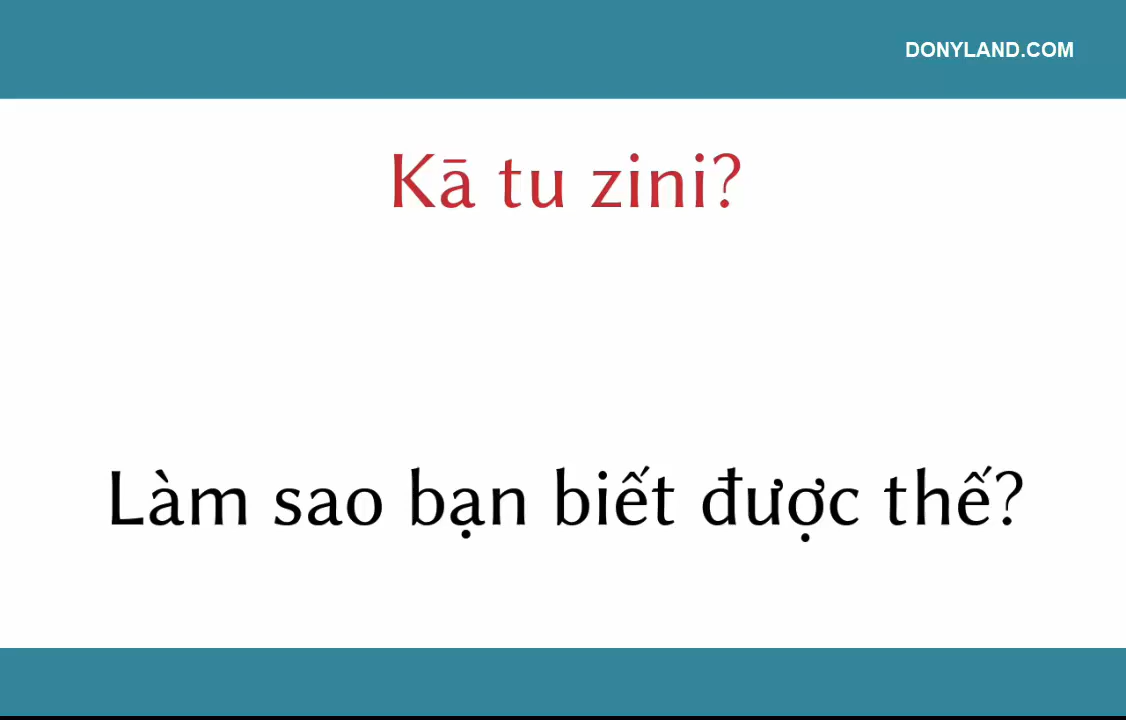 DONYLAND.COM
Kā tu zini?
Làm sao bạn biết được thế?